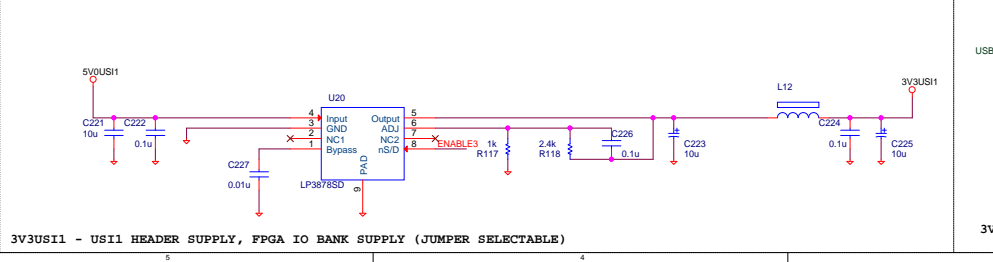 USB
5V0USI1
3V3USI1
L12
U20
C221
10u
C222
0.1u
4
3
2
1
Input
GND
NC1
Bypass
Output
ADJ
NC2
nS/D
5
6
7
8
ENABLE3
PAD
9
LP3878SD
C227
0.01u
1k
R117
2.4k
R118
C226
0.1u
C223
10u
C224
0.1u
C225
10u
3V3USI1 - USI1 HEADER SUPPLY, FPGA IO BANK SUPPLY (JUMPER SELECTABLE)
3V
5
4